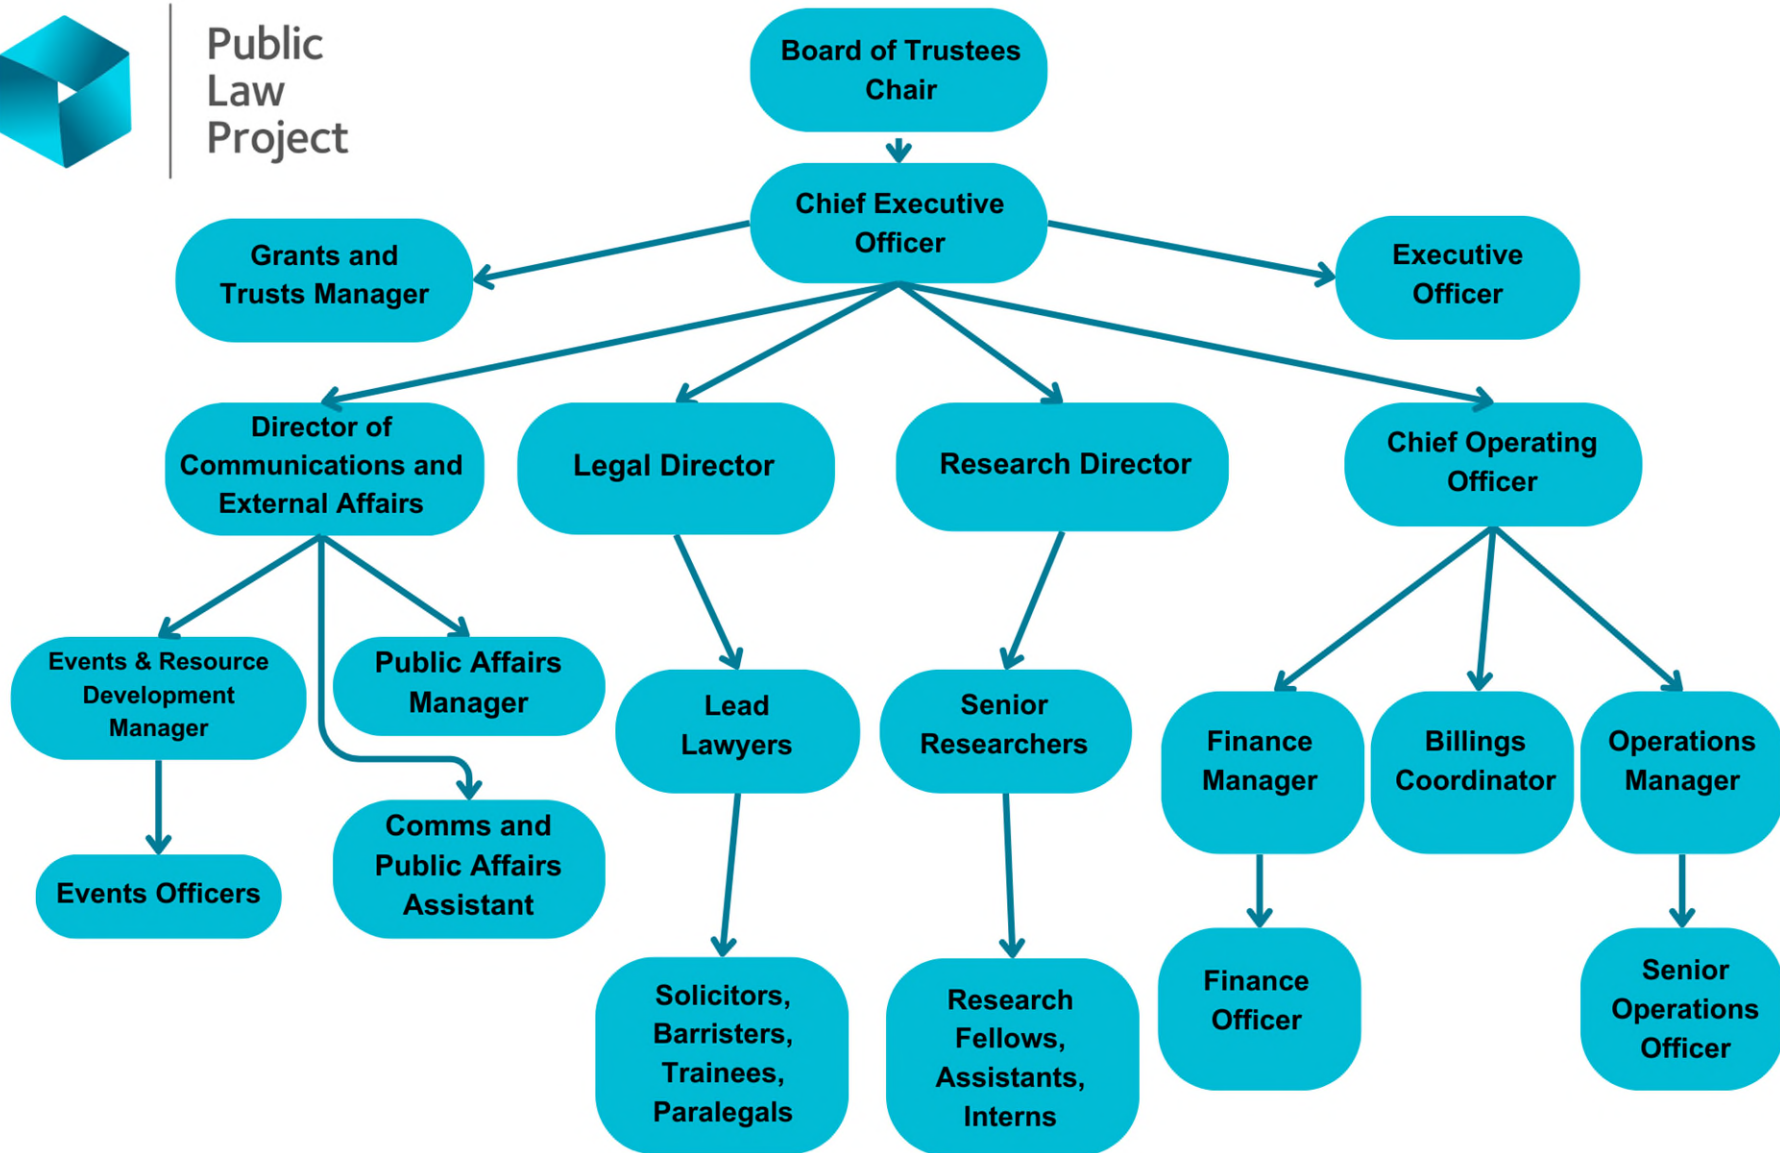 Public
Law
Project
Board of Trustees
Chair
Chief Executive
Officer
Grants and
Trusts Manager
Executive
Officer
Director of
Communications and
External Affairs
Legal Director
Research Director
Chief Operating
Officer
Events & Resource
Development
Manager
Public Affairs
Manager
Lead
Lawyers
Senior
Researchers
Finance
Manager
Billings
Coordinator
Operations
Manager
Events Officers
Comms and
Public Affairs
Assistant
Solicitors,
Barristers,
Trainees,
Paralegals
Research
Fellows,
Assistants,
Interns
Finance
Officer
Senior
Operations
Officer